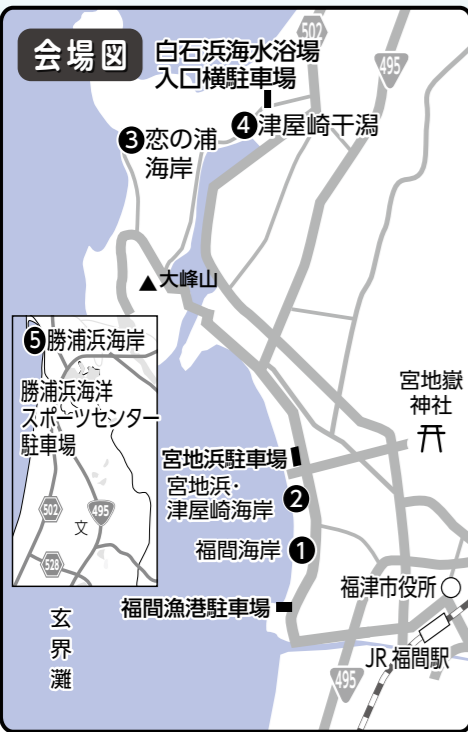 会場図
白石浜海水浴場
入口横駐車場
502
495
❸恋の浦
海岸
❹津屋崎干潟
▲大峰山
❺勝浦浜海岸
勝浦浜海洋
スポーツセンター
駐車場
502
495
文
528
宮地嶽
神社
宮地浜駐車場
宮地浜・
津屋崎海岸❷
福間海岸❶
福津市役所
福間漁港駐車場
JR福間駅
495
玄界灘